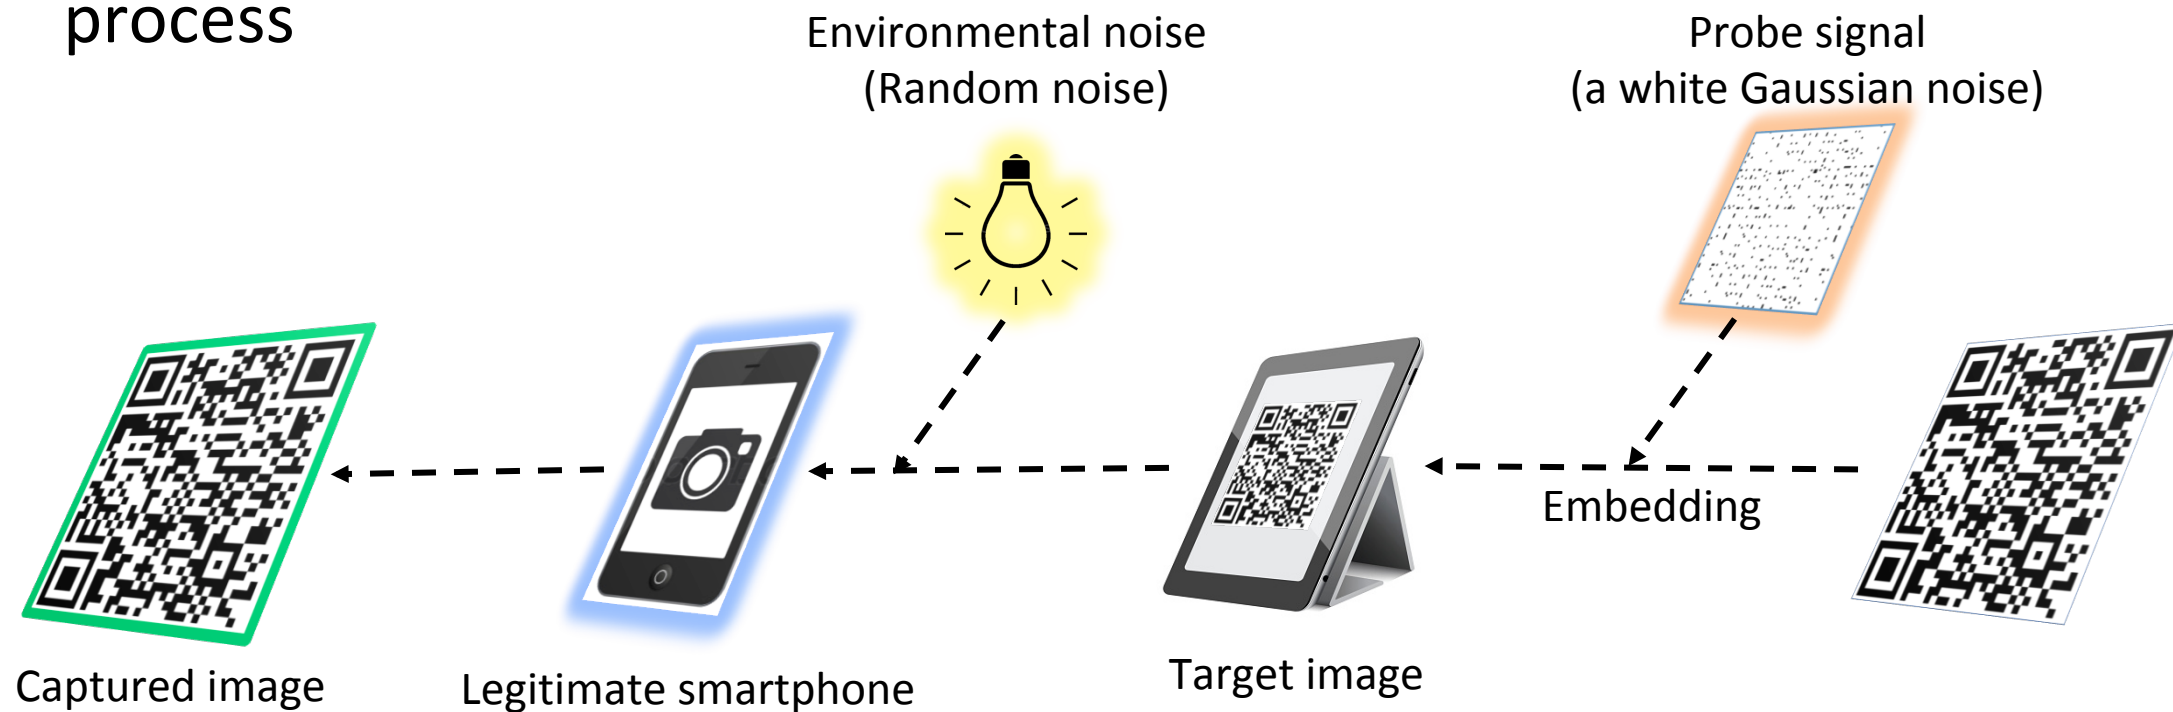 process
Environmental noise
(Random noise)
Probe signal
(a white Gaussian noise)
Embedding
Captured image
Legitimate smartphone
Target image